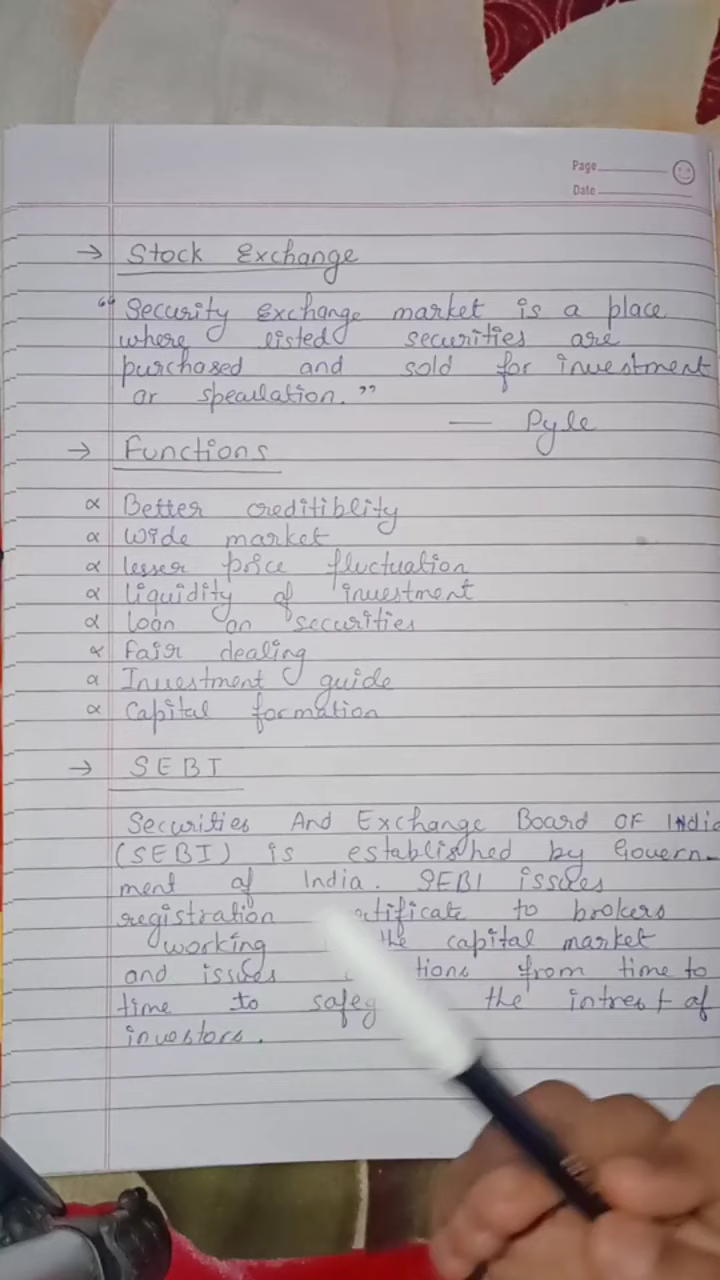 Page
Date
→ Stock Exchange
“ Security Exchange market is a place
where listed securities are
purchased and sold for investment
or speculation. ”
— Pyle
→ Functions
∝ Better creditiblity
∝ wide market
∝ lesser price fluctuation
∝ liquidity of investment
∝ loan on securities
∝ Fair dealing
∝ Investment guide
∝ Capital formation
→ SEBI
Securities And Exchange Board OF India
(SEBI) is established by Govern-
ment of India. SEBI issues
registration to brokers
working the capital market
and issues from time to
time to the intrest of
investors.